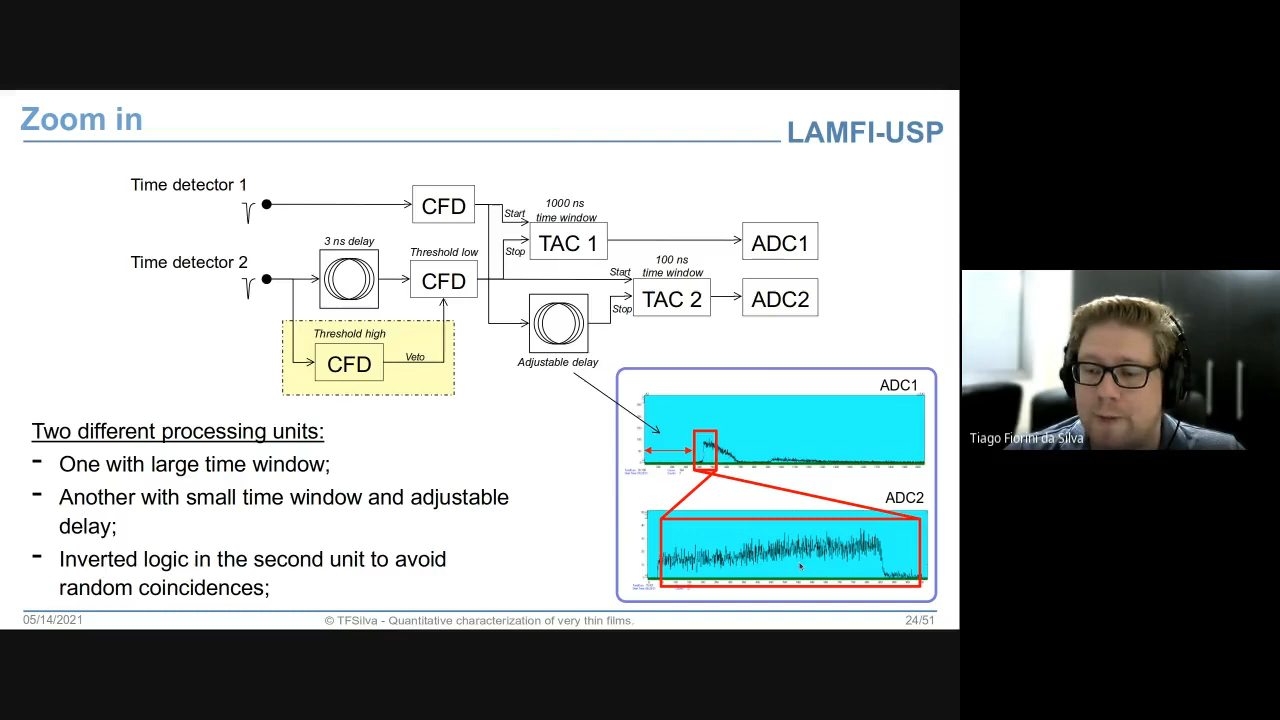 Zoom in
LAMFI-USP
Time detector 1
CFD
Start
1000 ns
time window
TAC 1
ADC1
Time detector 2
3 ns delay
Threshold low
CFD
Stop
Start
100 ns
time window
TAC 2
ADC2
Stop
Threshold high
CFD
Veto
Adjustable delay
ADC1
ADC2
Two different processing units:
- One with large time window;
- Another with small time window and adjustable
delay;
- Inverted logic in the second unit to avoid
random coincidences;
05/14/2021
© TFSilva - Quantitative characterization of very thin films.
24/51
Tiago Fiorini da Silva